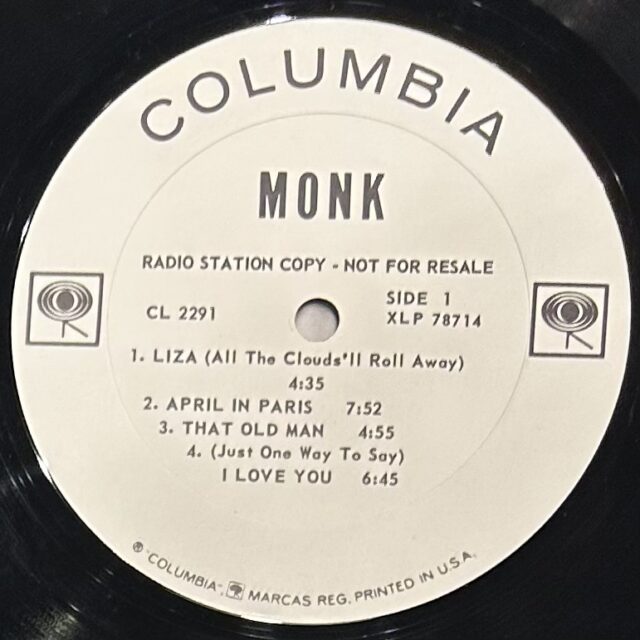 COLUMBIA
MONK
RADIO STATION COPY - NOT FOR RESALE
CL 2291
SIDE 1
XLP 78714
1. LIZA (All The Clouds'll Roll Away)
4:35
2. APRIL IN PARIS 7:52
3. THAT OLD MAN 4:55
4. (Just One Way To Say)
I LOVE YOU 6:45
® "COLUMBIA", MARCAS REG. PRINTED IN U.S.A.